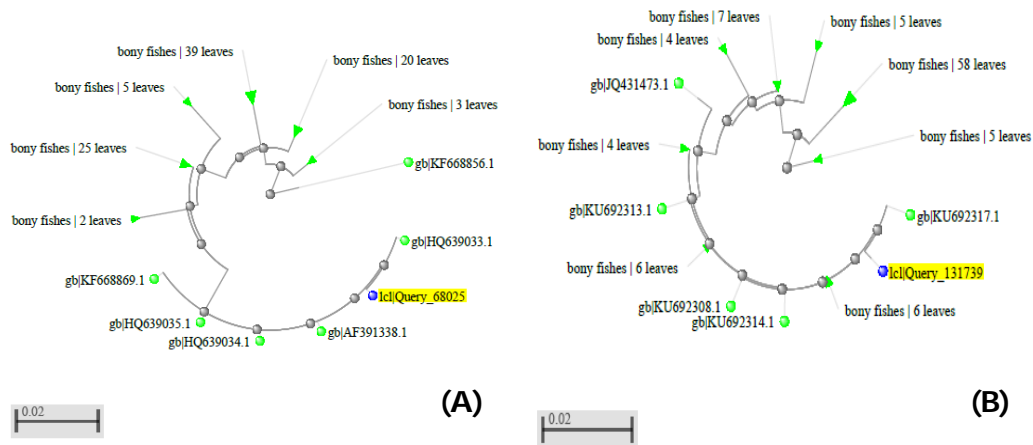 bony fishes | 39 leaves
bony fishes | 20 leaves
bony fishes | 5 leaves
bony fishes | 3 leaves
bony fishes | 25 leaves
gb|KF668856.1
bony fishes | 2 leaves
gb|HQ639033.1
gb|KF668869.1
lcl|Query_68025
gb|HQ639035.1
gb|AF391338.1
gb|HQ639034.1
0.02
(A)
bony fishes | 7 leaves
bony fishes | 5 leaves
bony fishes | 4 leaves
bony fishes | 58 leaves
gb|JQ431473.1
bony fishes | 5 leaves
bony fishes | 4 leaves
gb|KU692313.1
gb|KU692317.1
bony fishes | 6 leaves
lcl|Query_131739
gb|KU692308.1
bony fishes | 6 leaves
gb|KU692314.1
0.02
(B)